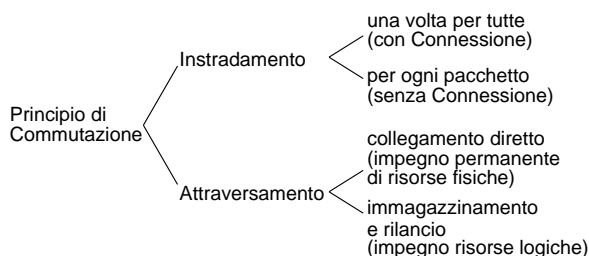 una volta per tutte
(con Connessione)
Instradamento
per ogni pacchetto
(senza Connessione)
Principio di
Commutazione
collegamento diretto
(impegno permanente
di risorse fisiche)
Attraversamento
immagazzinamento
e rilancio
(impegno risorse logiche)